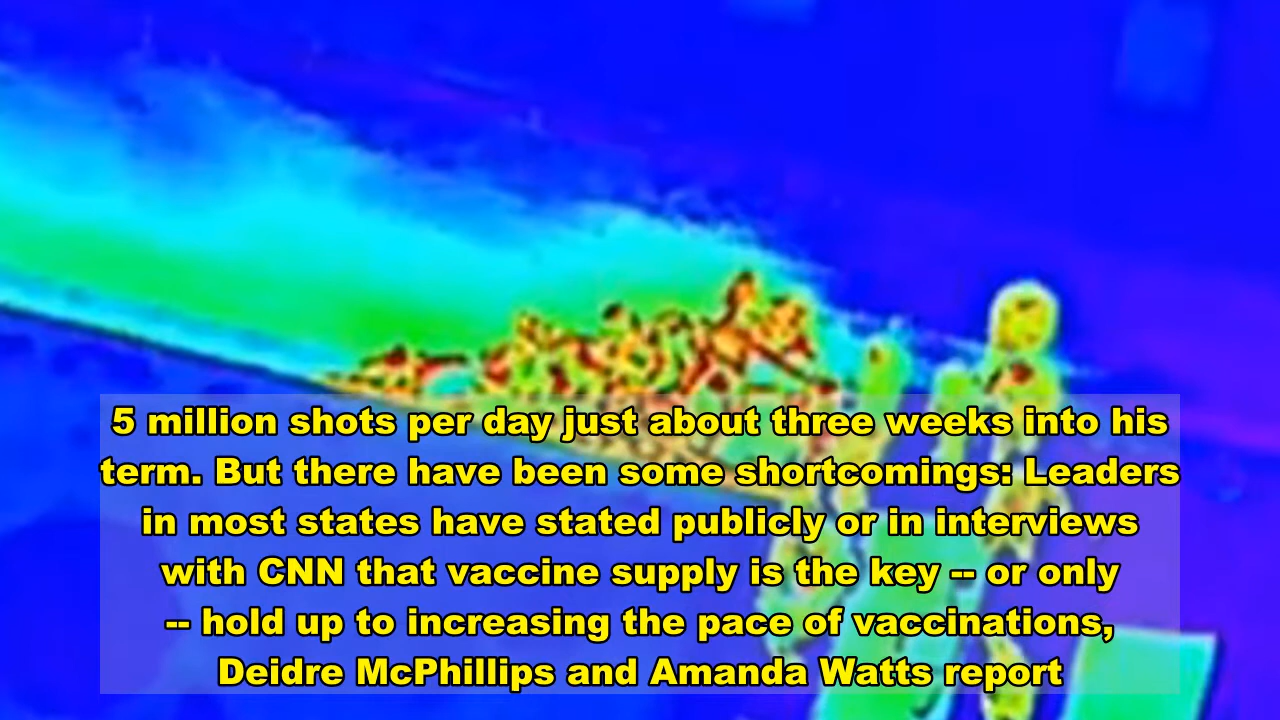 5 million shots per day just about three weeks into his
term. But there have been some shortcomings: Leaders
in most states have stated publicly or in interviews
with CNN that vaccine supply is the key -- or only
-- hold up to increasing the pace of vaccinations,
Deidre McPhillips and Amanda Watts report